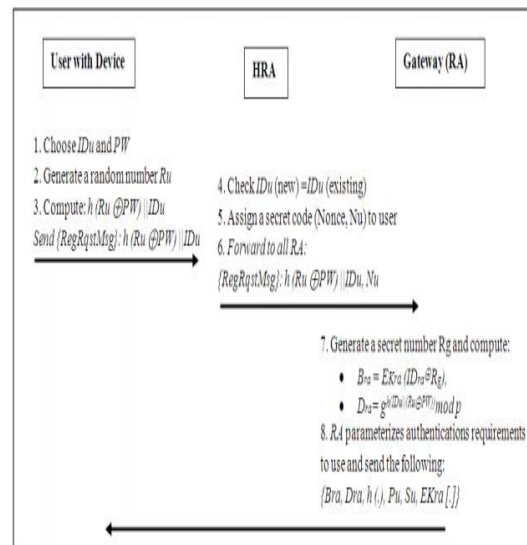 User with Device
HRA
Gateway (RA)
1. Choose IDu and PW
2. Generate a random number Ru
3. Compute: h (Ru ⊕PW) ||IDu
Send {RegRqstMsg}: h (Ru ⊕PW) ||IDu
4. Check IDu (new) =IDu (existing)
5. Assign a secret code (Nonce, Nu) to user
6. Forward to all RA:
{RegRqstMsg}: h (Ru ⊕PW) ||IDu, Nu
7. Generate a secret number Rg and compute:
• Bra = EKra (IDra⊕Rg),
• Dra= g^h(IDu||(Ru⊕PW)) mod p
8. RA parameterizes authentications requirements
to use and send the following:
{Bra, Dra, h (.), Pu, Su, EKra [.]}